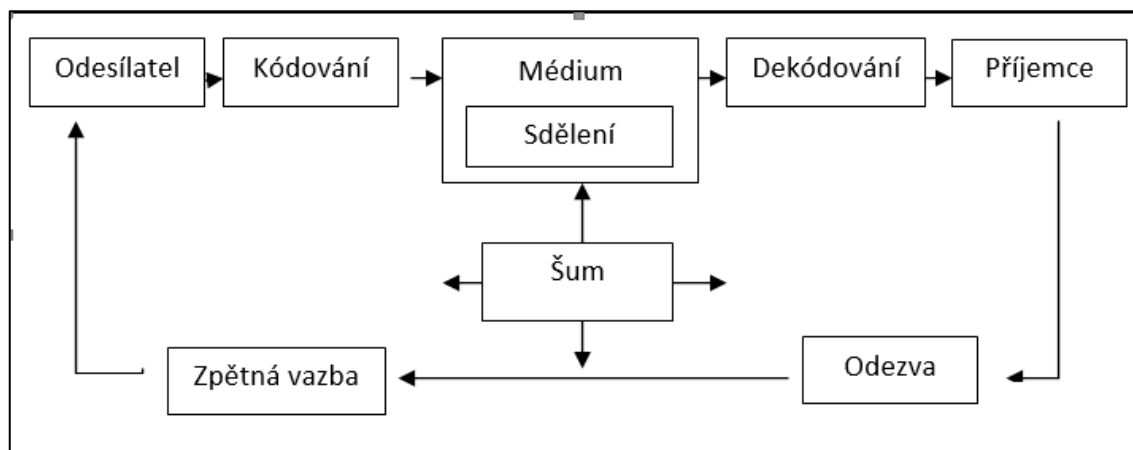 Odesílatel
Kódování
Médium
Sdělení
Dekódování
Příjemce
Šum
Zpětná vazba
Odezva